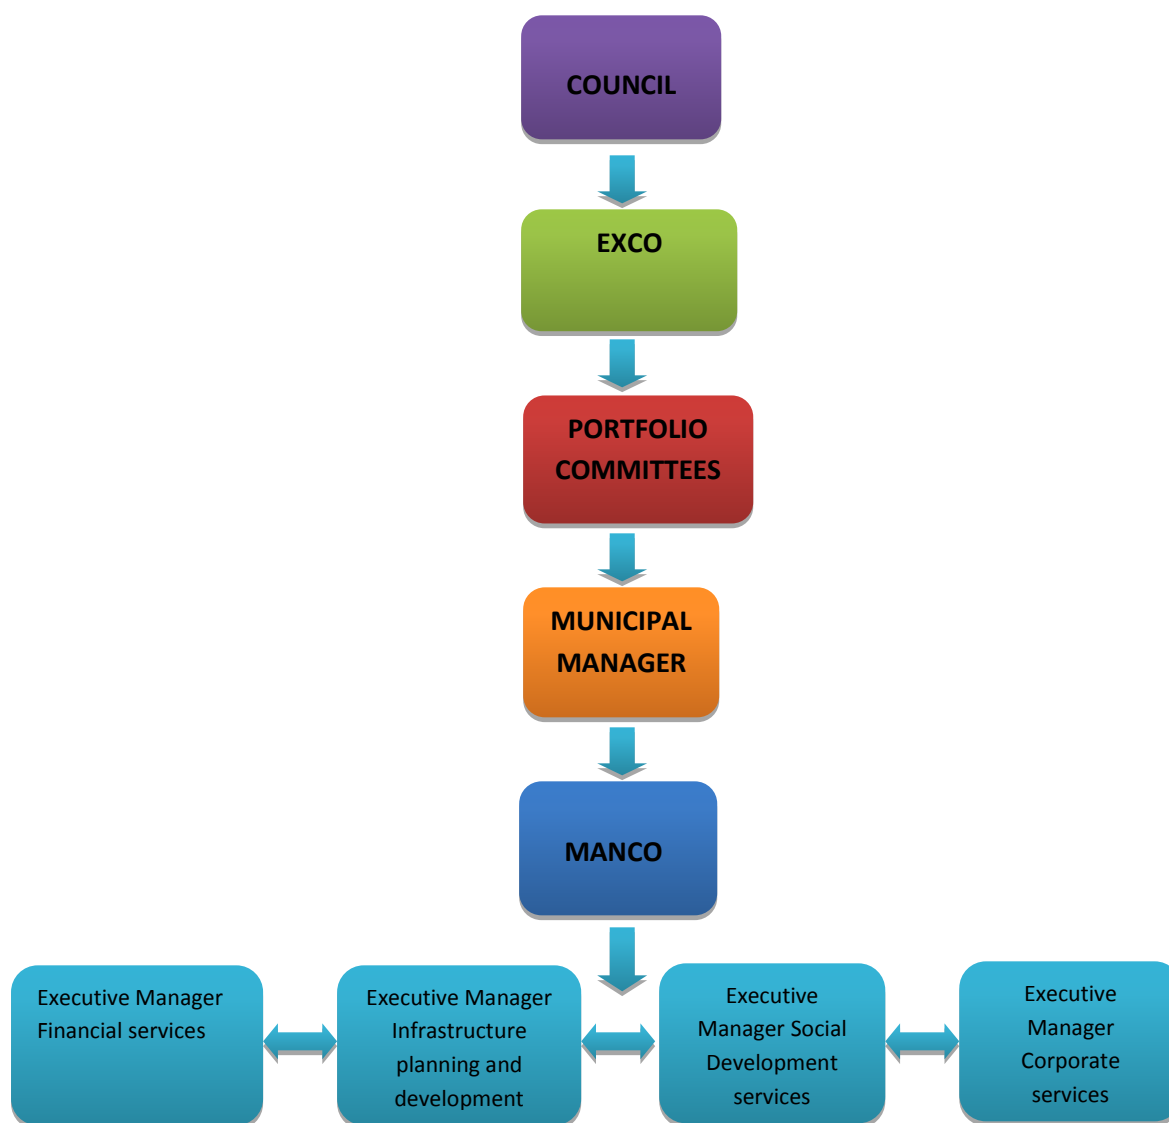 COUNCIL
EXCO
PORTFOLIO
COMMITTEES
MUNICIPAL
MANAGER
MANCO
Executive Manager
Financial services
Executive Manager
Infrastructure
planning and
development
Executive
Manager Social
Development
services
Executive
Manager
Corporate
services